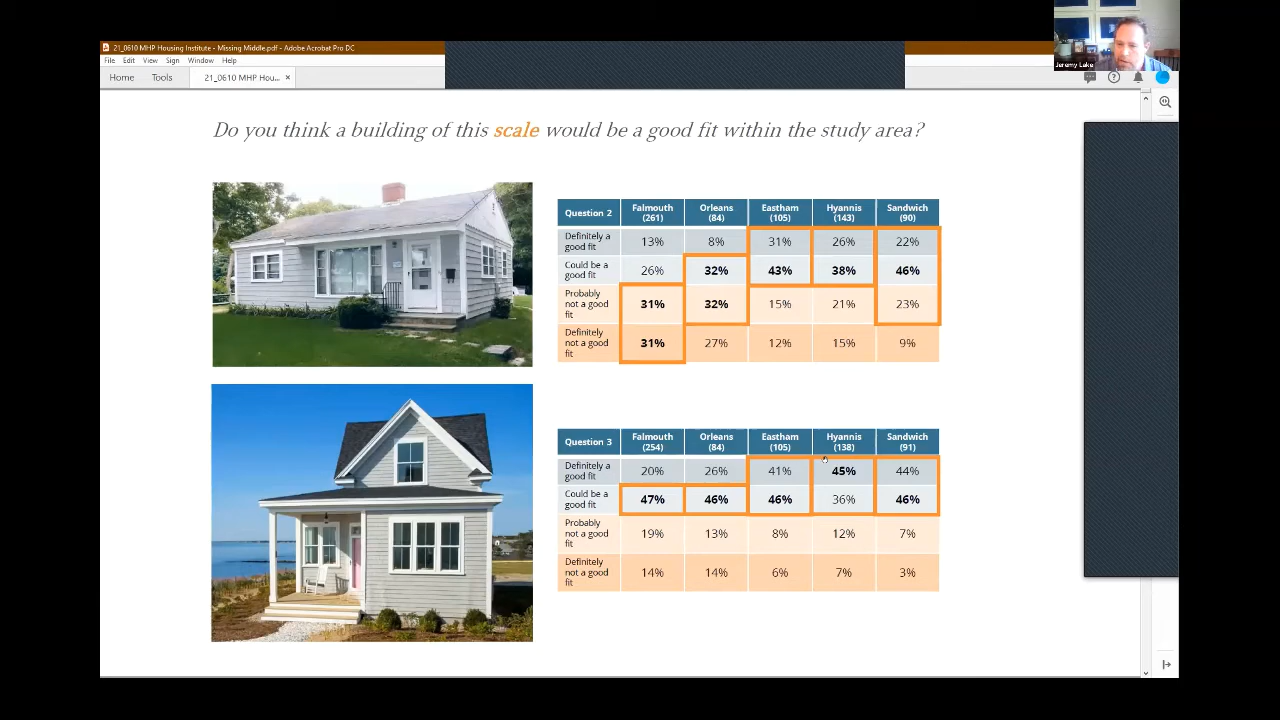 Jeremy Lake
21_0610 MHP Housing Institute - Missing Middle.pdf - Adobe Acrobat Pro DC
File Edit View Sign Window Help
Home Tools 21_0610 MHP Hou... ×
Do you think a building of this scale would be a good fit within the study area?
Question 2 Falmouth (261) Orleans (84) Eastham (105) Hyannis (143) Sandwich (90)
Definitely a good fit 13% 8% 31% 26% 22%
Could be a good fit 26% 32% 43% 38% 46%
Probably not a good fit 31% 32% 15% 21% 23%
Definitely not a good fit 31% 27% 12% 15% 9%
Question 3 Falmouth (254) Orleans (84) Eastham (105) Hyannis (138) Sandwich (91)
Definitely a good fit 20% 26% 41% 45% 44%
Could be a good fit 47% 46% 46% 36% 46%
Probably not a good fit 19% 13% 8% 12% 7%
Definitely not a good fit 14% 14% 6% 7% 3%